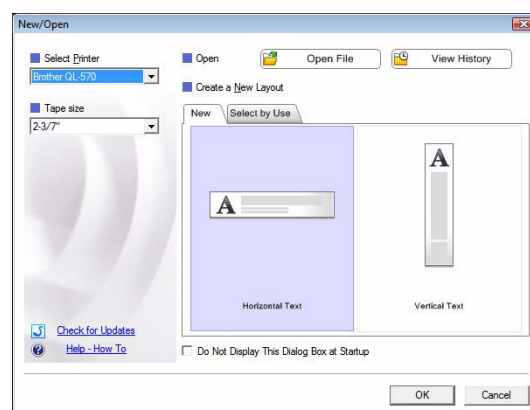 New/Open
Select Printer
Brother QL-570
Tape size
2-3/7"
Check for Updates
Help - How To
Open
Open File
View History
Create a New Layout
New
Select by Use
A
Horizontal Text
A
Vertical Text
Do Not Display This Dialog Box at Startup
OK
Cancel